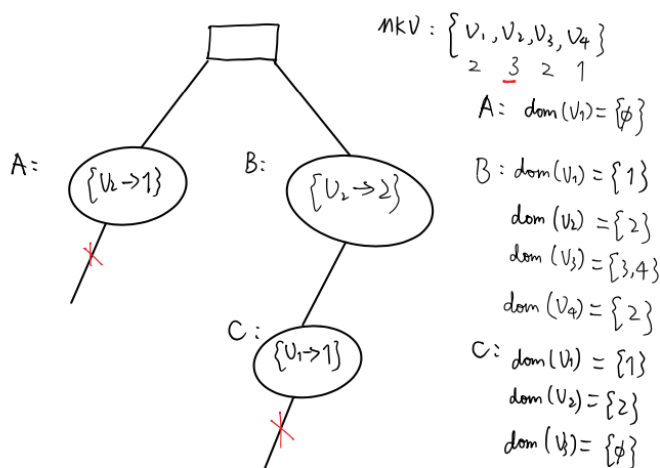 MKV: {V₁, V₂, V₃, V₄}
2 3 2 1
A: dom(V₁) = {ϕ}
A:
{V₂→1}
B:
{V₂→2}
B: dom(V₁) = {1}
dom(V₂) = {2}
dom(V₃) = {3,4}
dom(V₄) = {2}
C:
{V₁→1}
C: dom(V₁) = {1}
dom(V₂) = {2}
dom(V₃) = {ϕ}